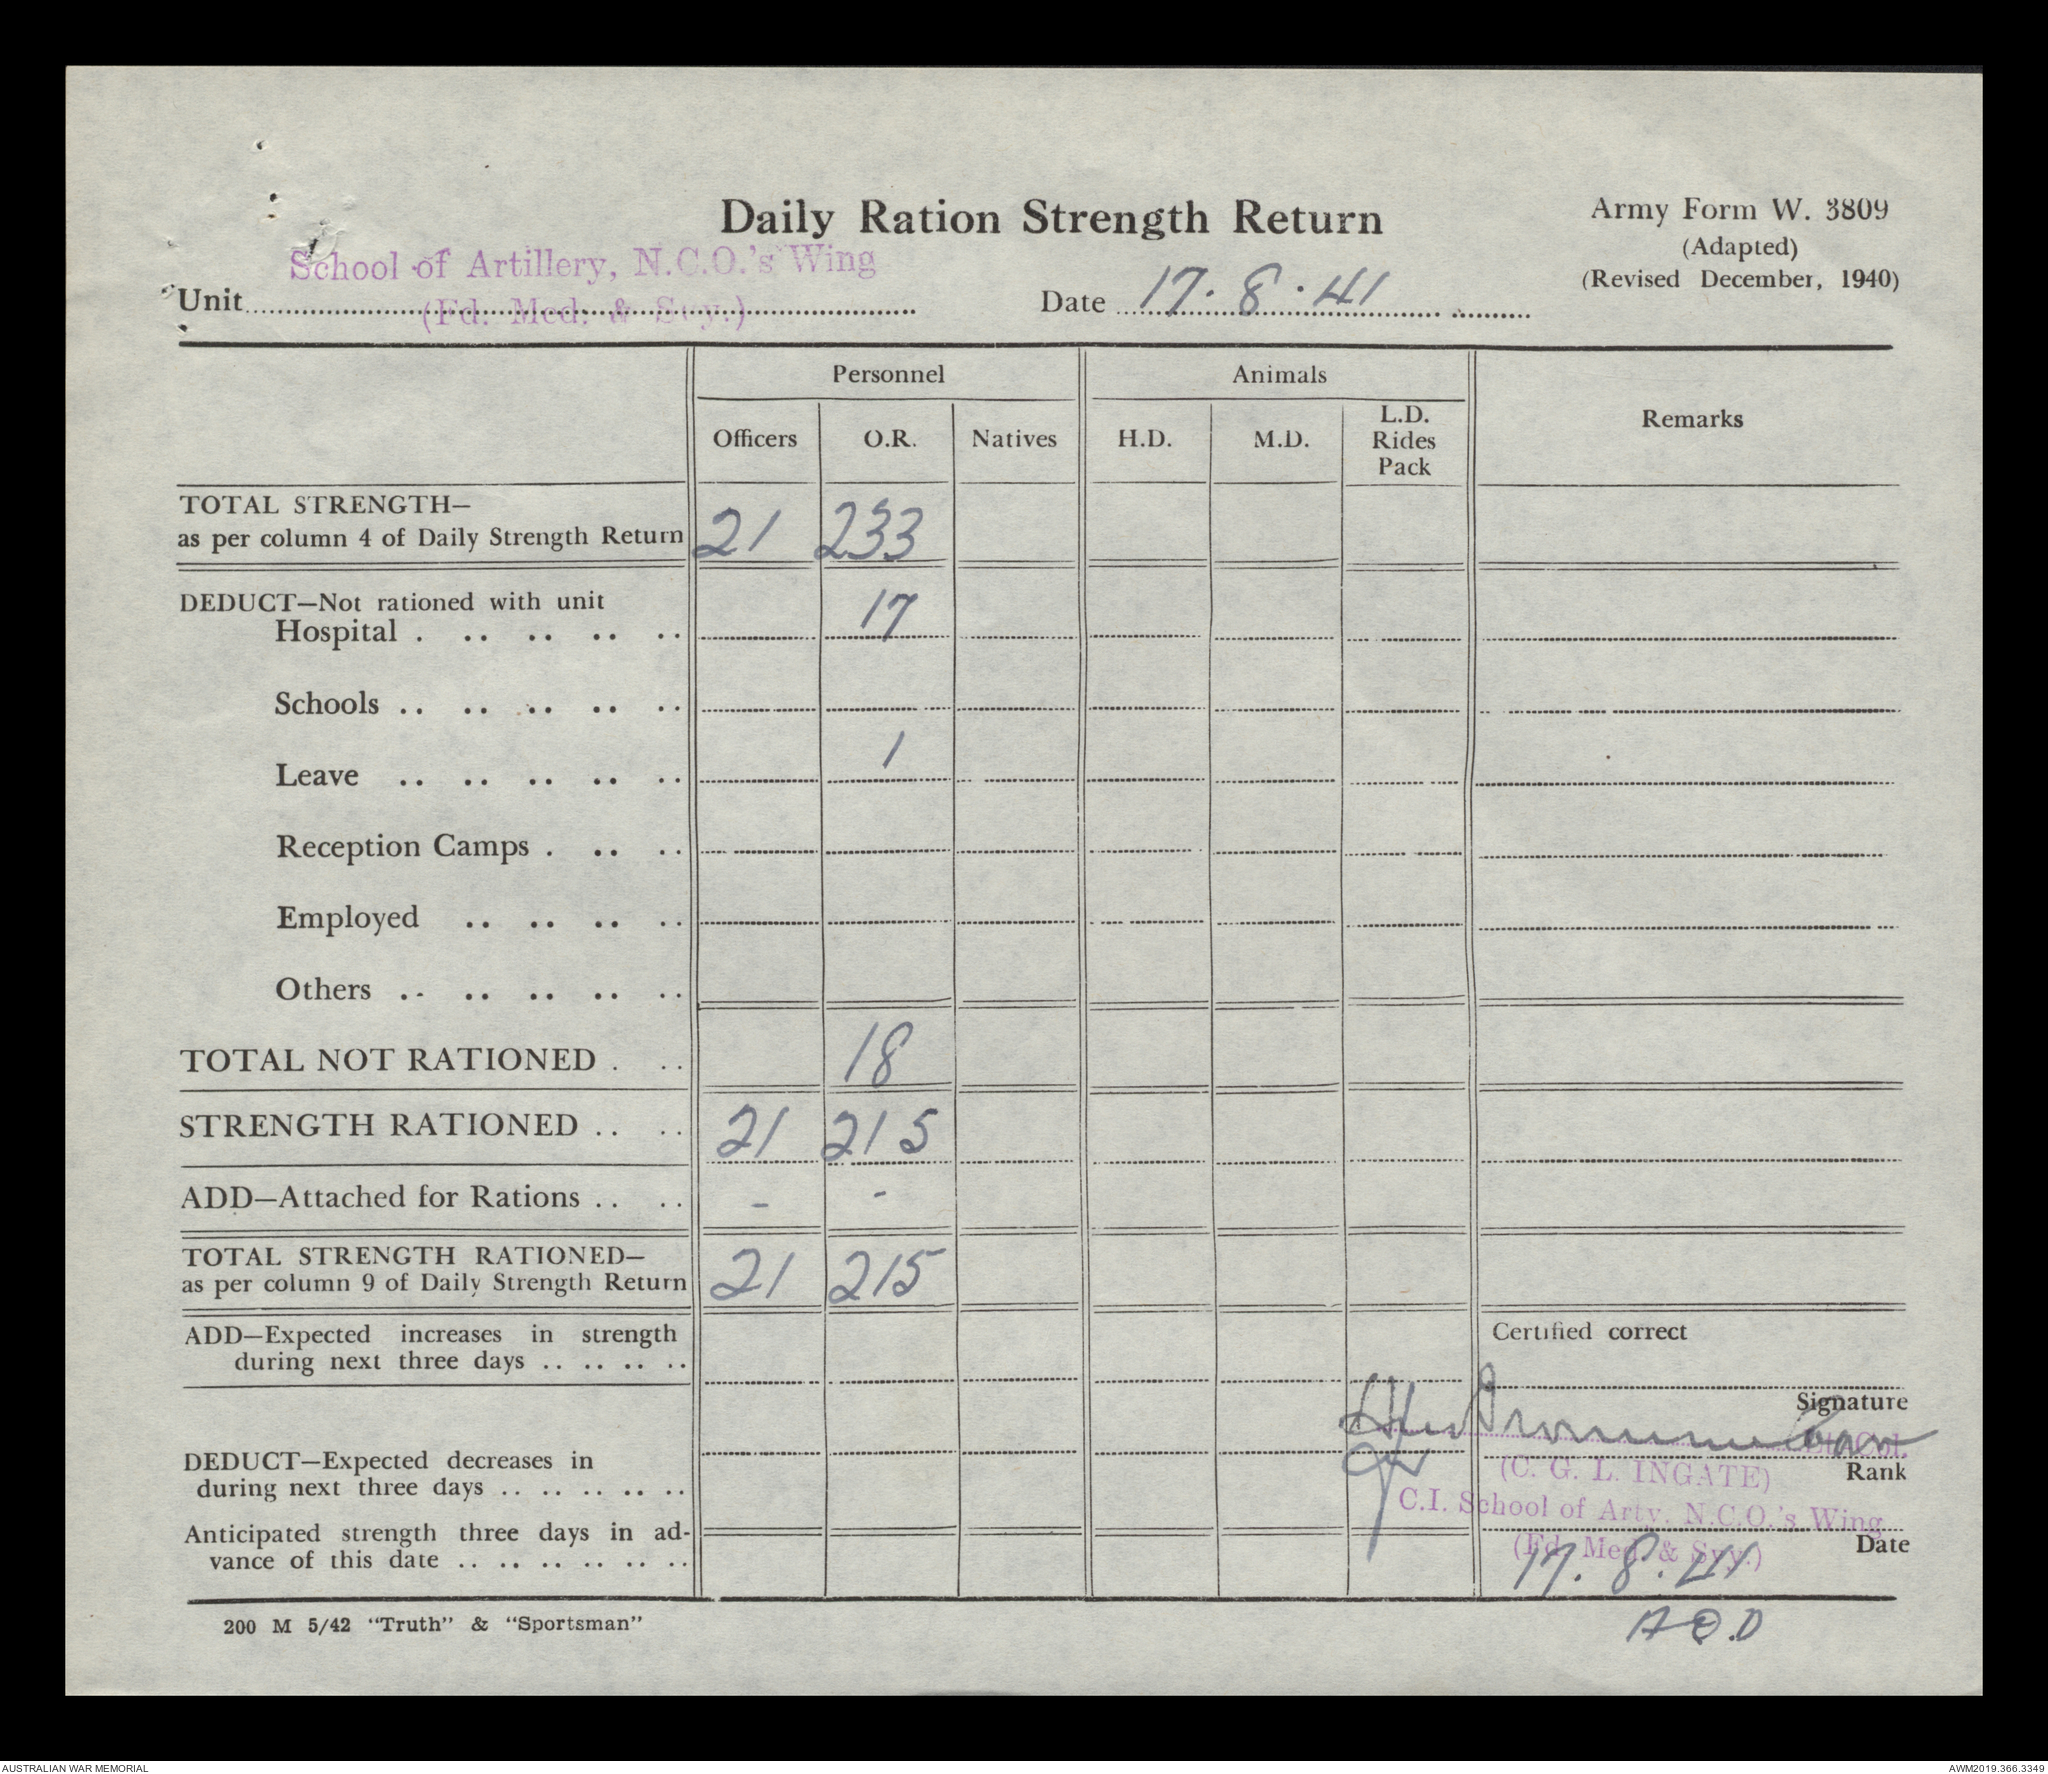 Daily Ration Strength Return
Army Form W. 3809
(Adapted)
(Revised December, 1940)
School of Artillery, N.C.O.'s Wing
Unit
(Fd. Med. & Svy.)
Date 17.8.41
Personnel
Animals
Remarks
Officers O.R. Natives H.D. M.D. L.D. Rides Pack
TOTAL STRENGTH—
as per column 4 of Daily Strength Return 21 233
DEDUCT—Not rationed with unit
Hospital . .. .. .. .. 17
Schools .. .. .. .. ..
Leave .. .. .. .. .. 1
Reception Camps . .. ..
Employed .. .. .. ..
Others .. .. .. .. ..
TOTAL NOT RATIONED . .. 18
STRENGTH RATIONED .. .. 21 215
ADD—Attached for Rations .. .. - -
TOTAL STRENGTH RATIONED—
as per column 9 of Daily Strength Return 21 215
ADD—Expected increases in strength
during next three days .. .. .. ..
Certified correct
Signature
DEDUCT—Expected decreases in
during next three days .. .. .. .. ..
Lt. Col.
(C. G. L. INGATE)
Rank
C.I. School of Arty. N.C.O.'s Wing
Anticipated strength three days in ad-
vance of this date .. .. .. .. .. ..
(Fd. Med. & Svy.)
Date
17.8.41
200 M 5/42 "Truth" & "Sportsman"
AUSTRALIAN WAR MEMORIAL
AWM2019.366.3349